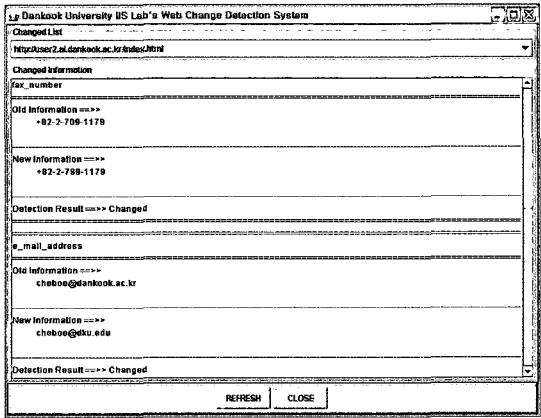 Dankook University IIS Lab's Web Change Detection System
Changed List
http://user2.al.dankook.ac.kr/index.html
Changed Information
fax_number
Old Information ==>>
+82-2-709-1179
New Information ==>>
+82-2-799-1179
Detection Result ==>> Changed
e_mail_address
Old Information ==>>
choboo@dankook.ac.kr
New Information ==>>
choboo@dku.edu
Detection Result ==>> Changed
REFRESH CLOSE